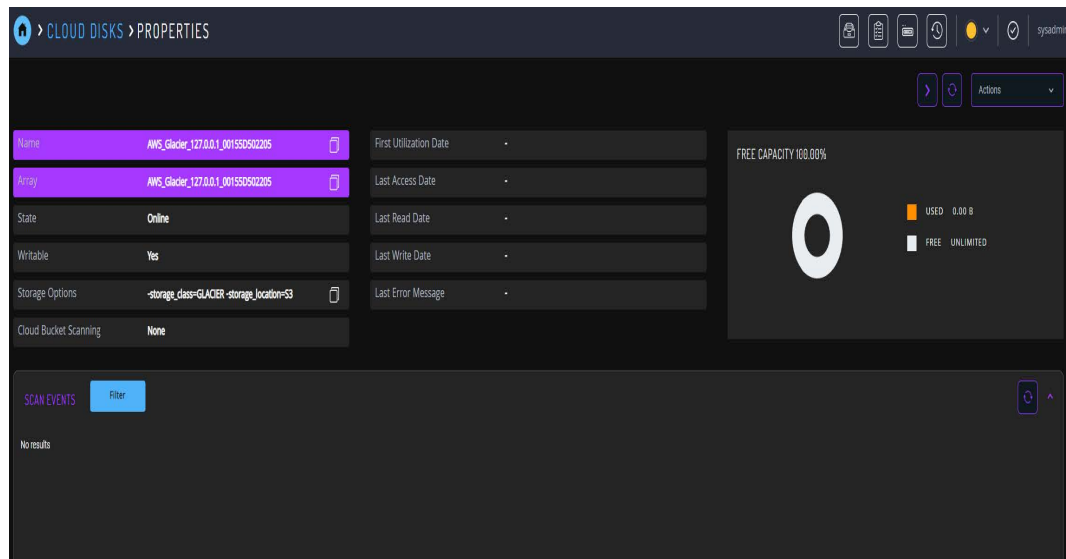 > CLOUD DISKS > PROPERTIES
sysadmin
Actions
Name AWS_Glacier_127.0.0.1_00155D502205
Array AWS_Glacier_127.0.0.1_00155D502205
State Online
Writable Yes
Storage Options -storage_class=GLACIER -storage_location=S3
Cloud Bucket Scanning None
First Utilization Date -
Last Access Date -
Last Read Date -
Last Write Date -
Last Error Message -
FREE CAPACITY 100.00%
USED 0.00 B
FREE UNLIMITED
SCAN EVENTS Filter
No results